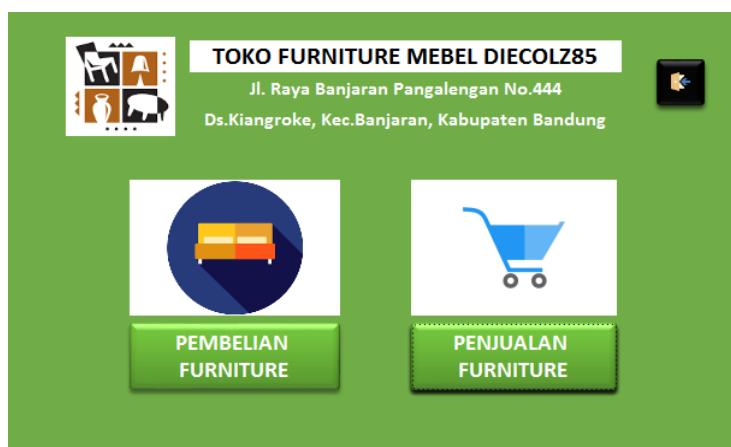 TOKO FURNITURE MEBEL DIECOLZ85
Jl. Raya Banjaran Pangalengan No.444
Ds.Kiangroke, Kec.Banjaran, Kabupaten Bandung
PEMBELIAN
FURNITURE
PENJUALAN
FURNITURE